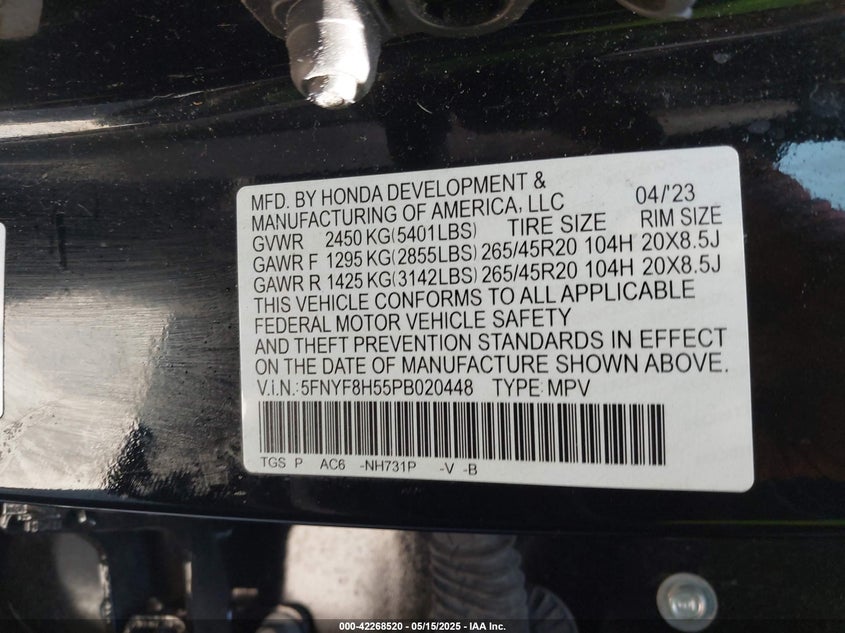 MFD. BY HONDA DEVELOPMENT & 04/'23
MANUFACTURING OF AMERICA, LLC
GVWR 2450 KG(5401LBS) TIRE SIZE RIM SIZE
GAWR F 1295 KG(2855LBS) 265/45R20 104H 20X8.5J
GAWR R 1425 KG(3142LBS) 265/45R20 104H 20X8.5J
THIS VEHICLE CONFORMS TO ALL APPLICABLE
FEDERAL MOTOR VEHICLE SAFETY
AND THEFT PREVENTION STANDARDS IN EFFECT
ON THE DATE OF MANUFACTURE SHOWN ABOVE.
V.i.N.:5FNYF8H55PB020448 TYPE:MPV
TGS P AC6 -NH731P -V -B
000-42268520 - 05/15/2025 - IAA Inc.